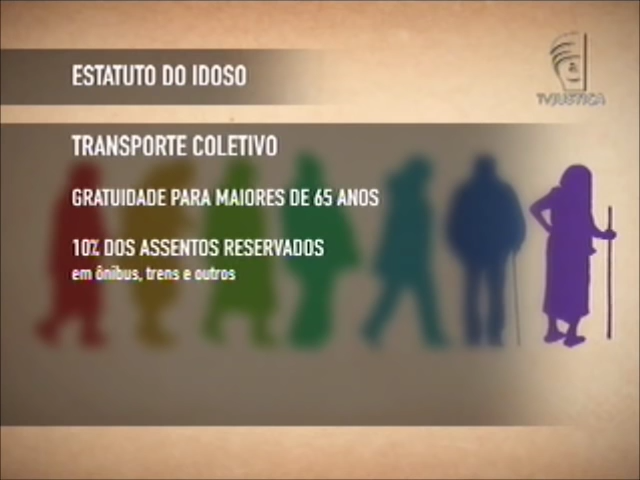 ESTATUTO DO IDOSO
TV JUSTIÇA
TRANSPORTE COLETIVO
GRATUIDADE PARA MAIORES DE 65 ANOS
10% DOS ASSENTOS RESERVADOS
em ônibus, trens e outros